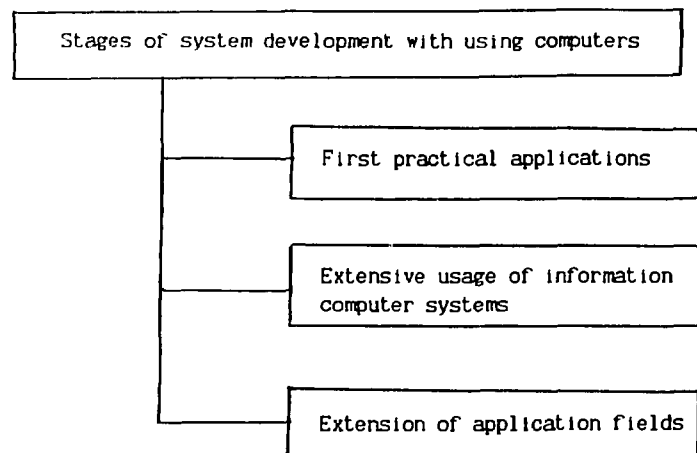 Stages of system development with using computers
First practical applications
Extensive usage of information
computer systems
Extension of application fields